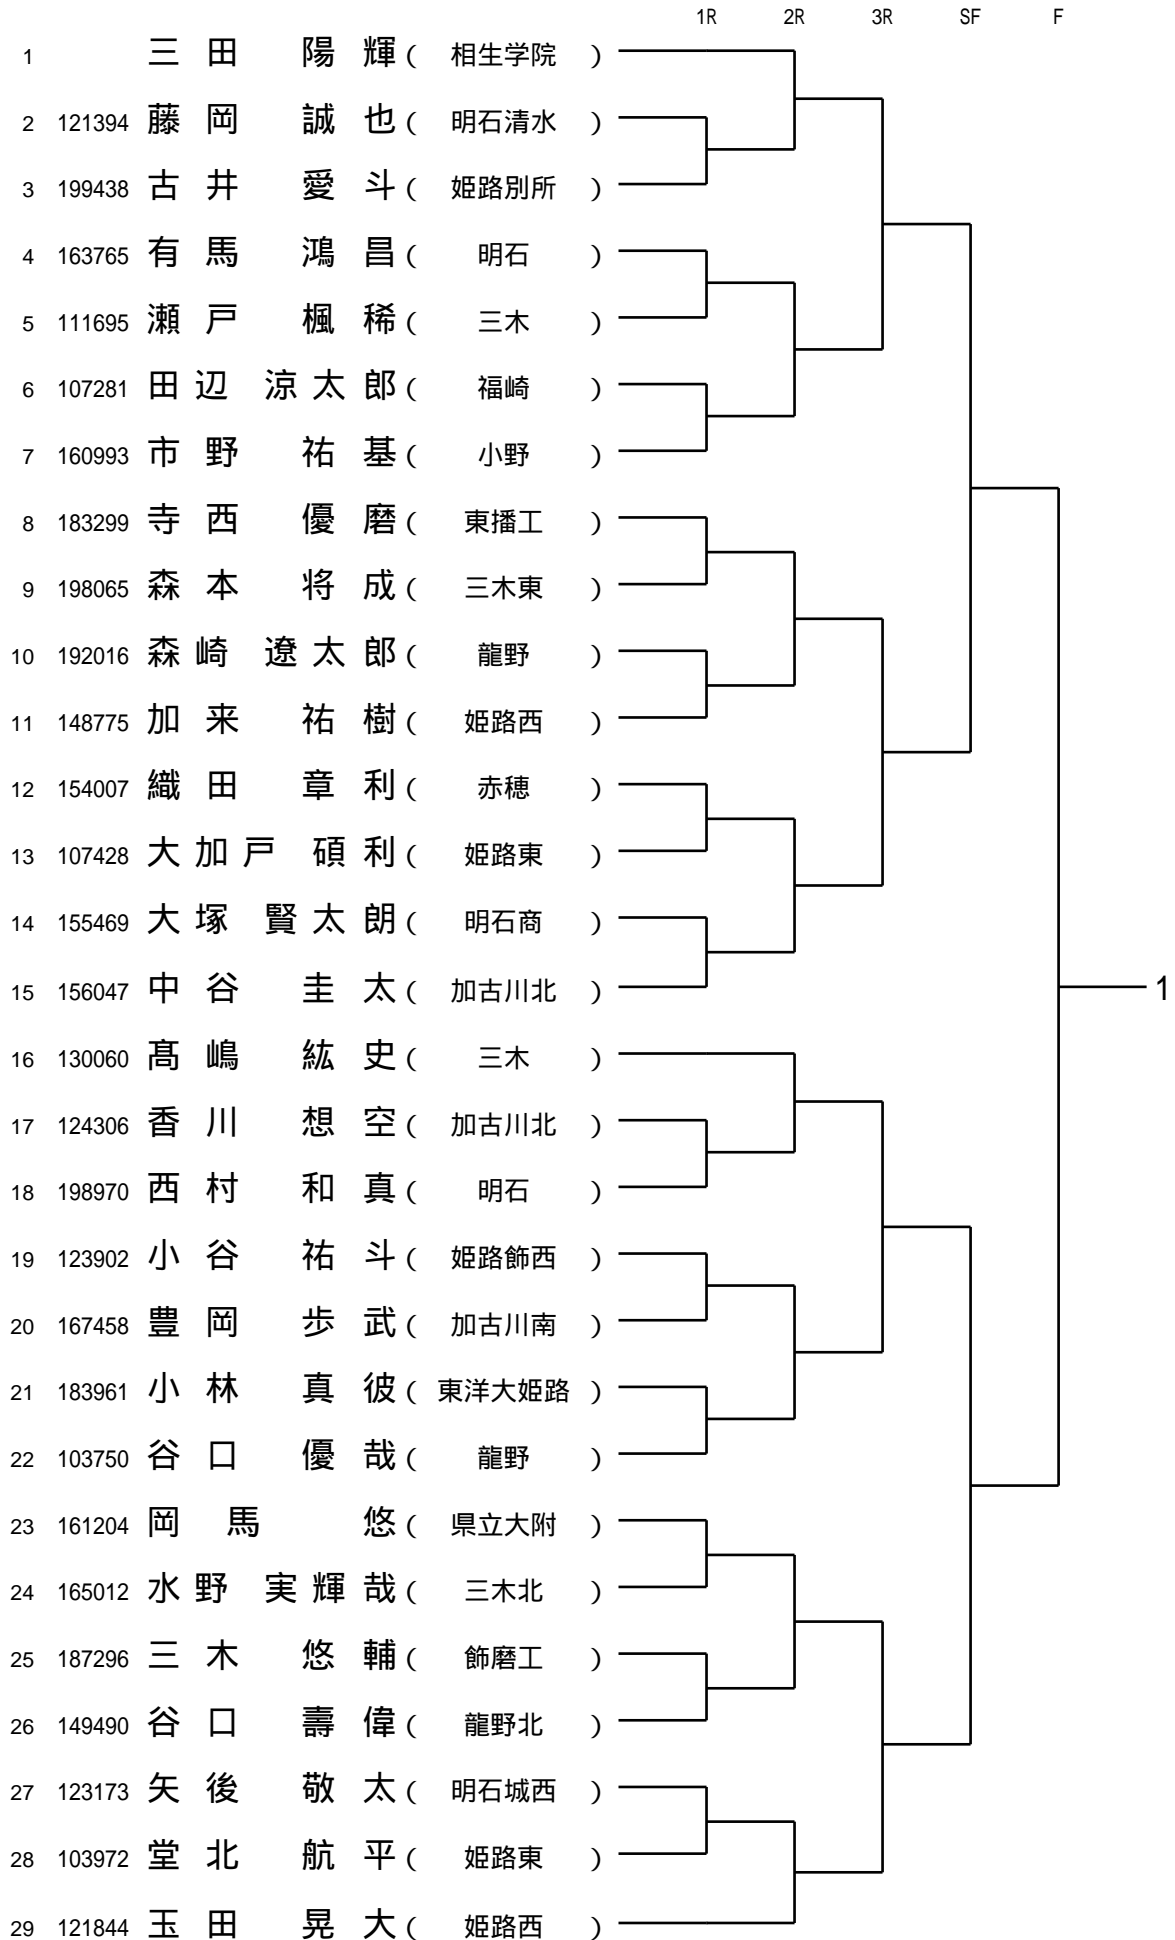 1R 2R 3R SF F
1 三田 陽輝 ( 相生学院 )
2 121394 藤岡 誠也 ( 明石清水 )
3 199438 古井 愛斗 ( 姫路別所 )
4 163765 有馬 鴻昌 ( 明石 )
5 111695 瀬戸 楓稀 ( 三木 )
6 107281 田辺 涼太郎 ( 福崎 )
7 160993 市野 祐基 ( 小野 )
8 183299 寺西 優磨 ( 東播工 )
9 198065 森本 将成 ( 三木東 )
10 192016 森崎 遼太郎 ( 龍野 )
11 148775 加来 祐樹 ( 姫路西 )
12 154007 織田 章利 ( 赤穂 )
13 107428 大加戸 碩利 ( 姫路東 )
14 155469 大塚 賢太朗 ( 明石商 )
15 156047 中谷 圭太 ( 加古川北 )
1
16 130060 髙嶋 紘史 ( 三木 )
17 124306 香川 想空 ( 加古川北 )
18 198970 西村 和真 ( 明石 )
19 123902 小谷 祐斗 ( 姫路飾西 )
20 167458 豊岡 歩武 ( 加古川南 )
21 183961 小林 真彼 ( 東洋大姫路 )
22 103750 谷口 優哉 ( 龍野 )
23 161204 岡馬 悠 ( 県立大附 )
24 165012 水野 実輝哉 ( 三木北 )
25 187296 三木 悠輔 ( 飾磨工 )
26 149490 谷口 壽偉 ( 龍野北 )
27 123173 矢後 敬太 ( 明石城西 )
28 103972 堂北 航平 ( 姫路東 )
29 121844 玉田 晃大 ( 姫路西 )